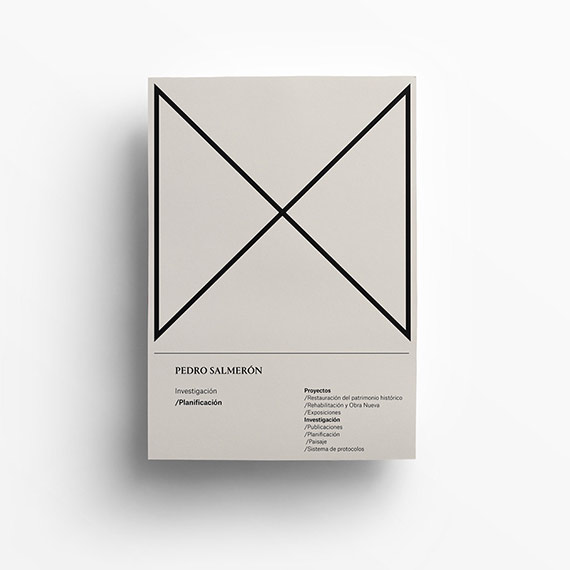 PEDRO SALMERÓN
Investigación
/Planificación
Proyectos
/Restauración del patrimonio histórico
/Rehabilitación y Obra Nueva
/Exposiciones
Investigación
/Publicaciones
/Planificación
/Paisaje
/Sistema de protocolos